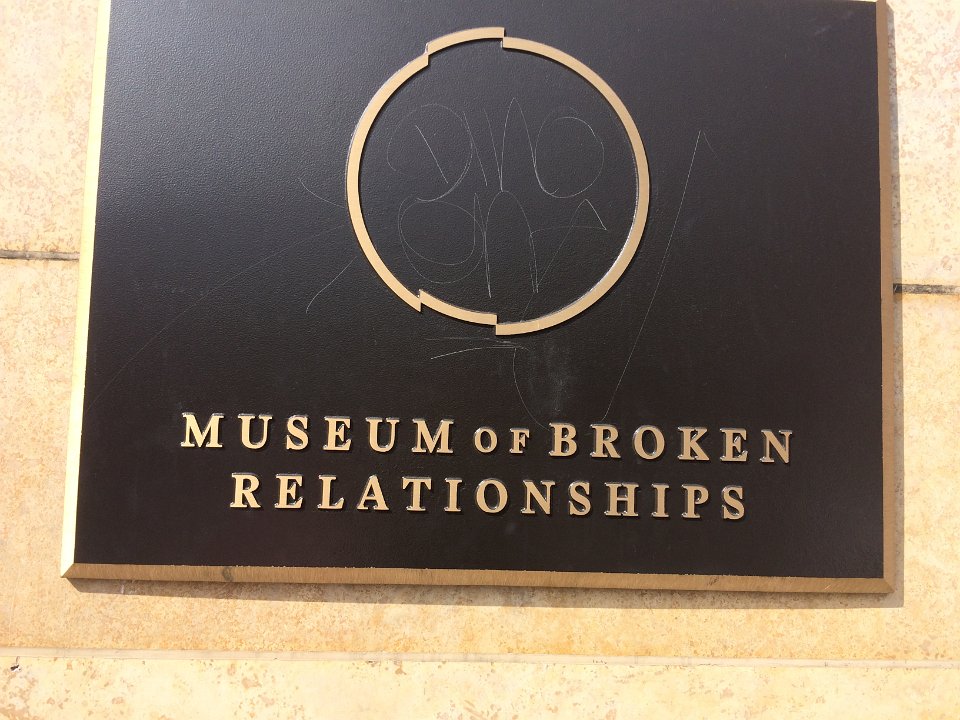 MUSEUM OF BROKEN
RELATIONSHIPS